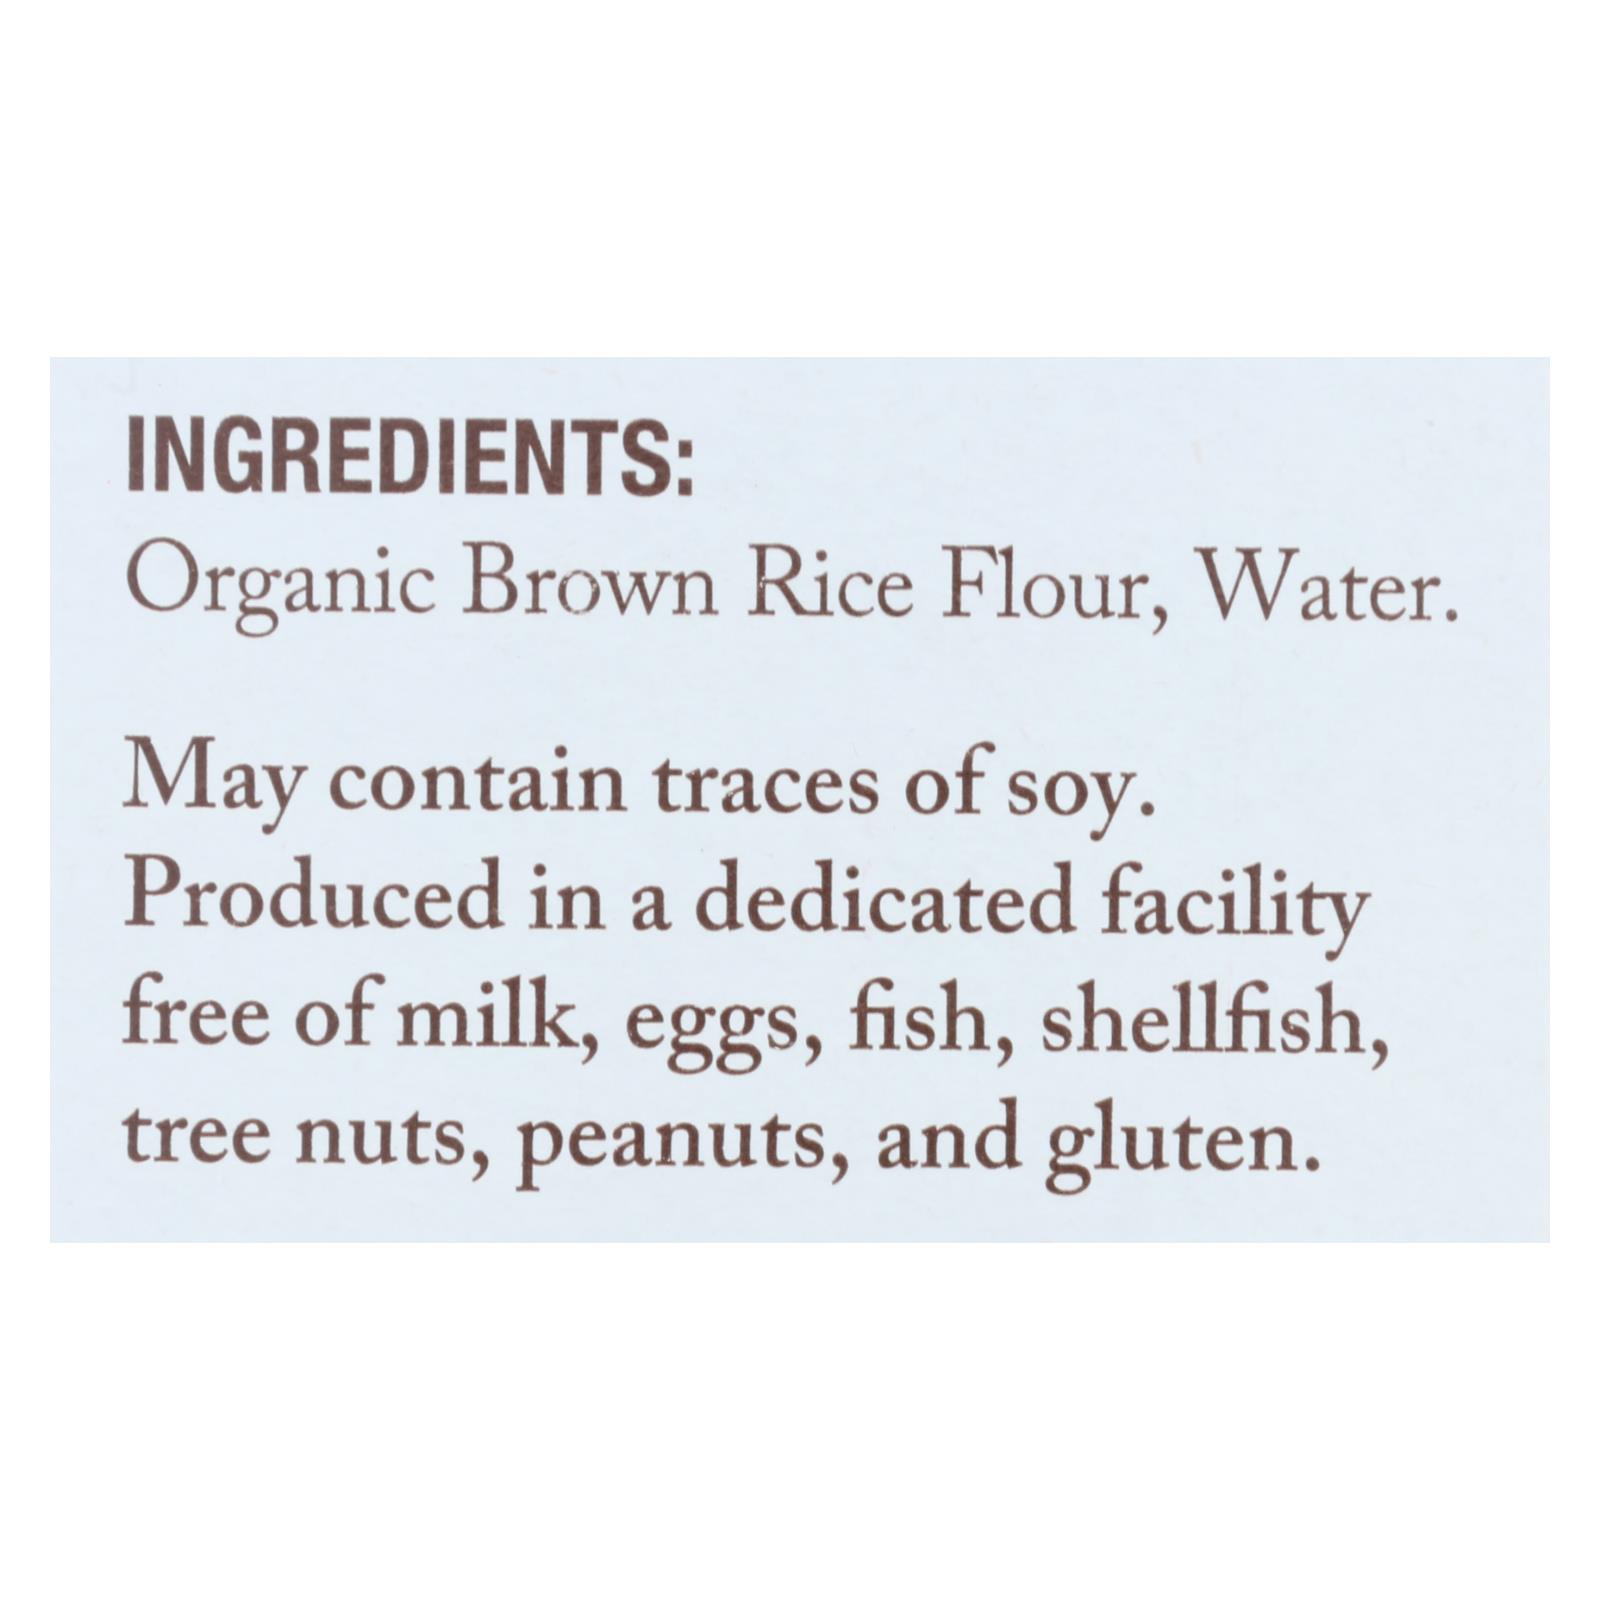 INGREDIENTS:
Organic Brown Rice Flour, Water.
May contain traces of soy.
Produced in a dedicated facility
free of milk, eggs, fish, shellfish,
tree nuts, peanuts, and gluten.